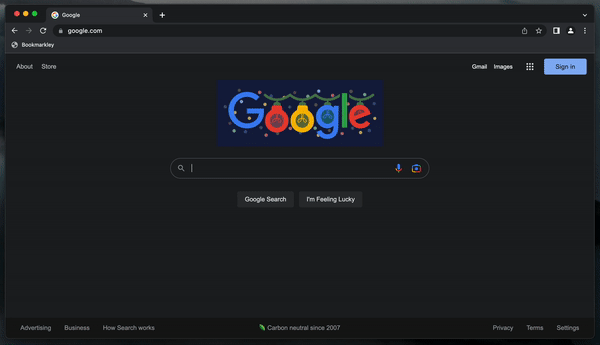 Google
google.com
Bookmarkley
About Store Gmail Images Sign in
Google
Google Search I'm Feeling Lucky
Advertising Business How Search works Carbon neutral since 2007 Privacy Terms Settings